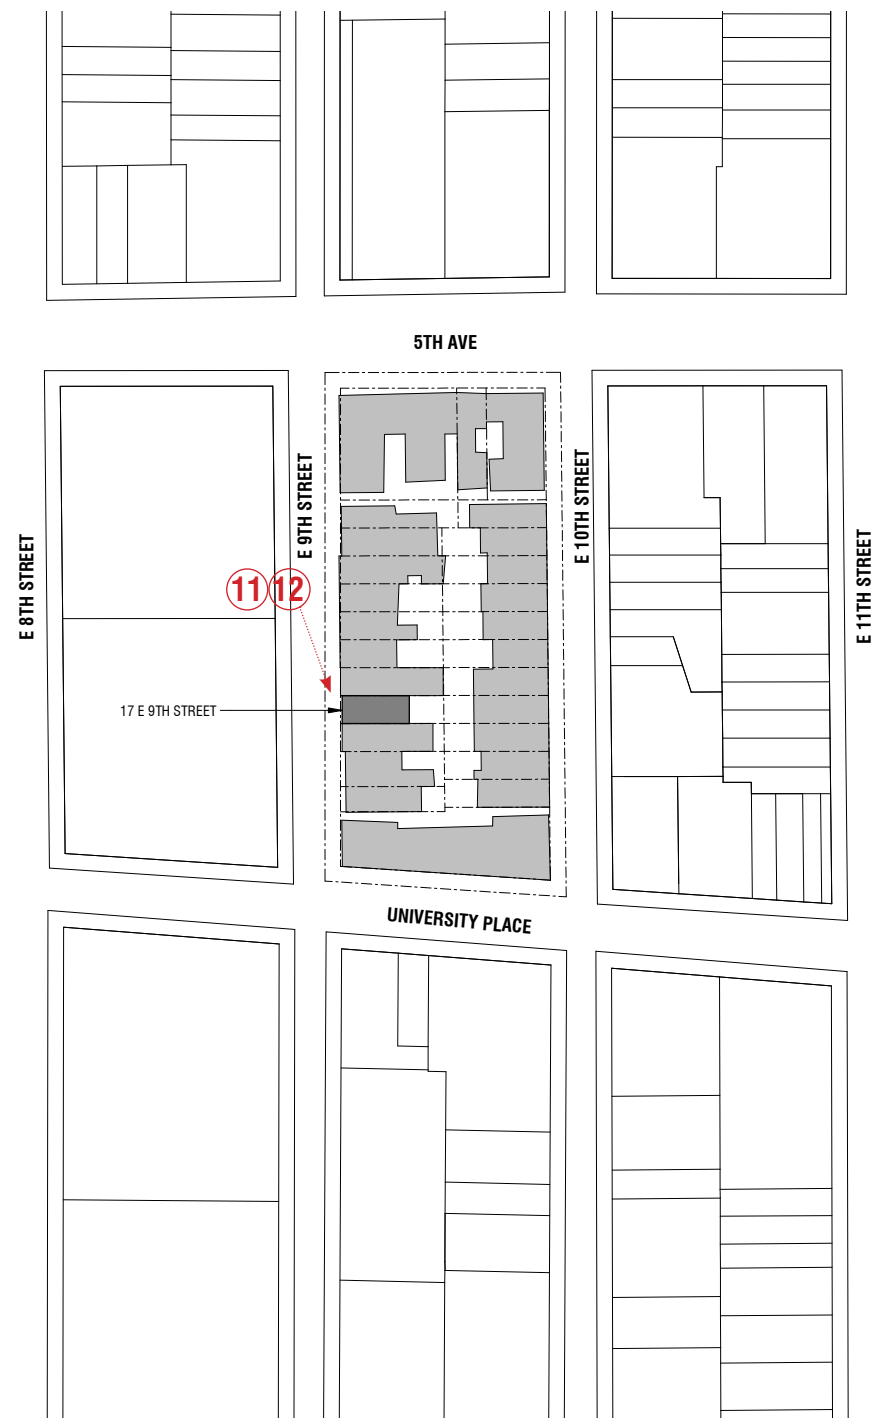 5TH AVE
E 9TH STREET
E 10TH STREET
E 8TH STREET
E 11TH STREET
11 12
17 E 9TH STREET
UNIVERSITY PLACE